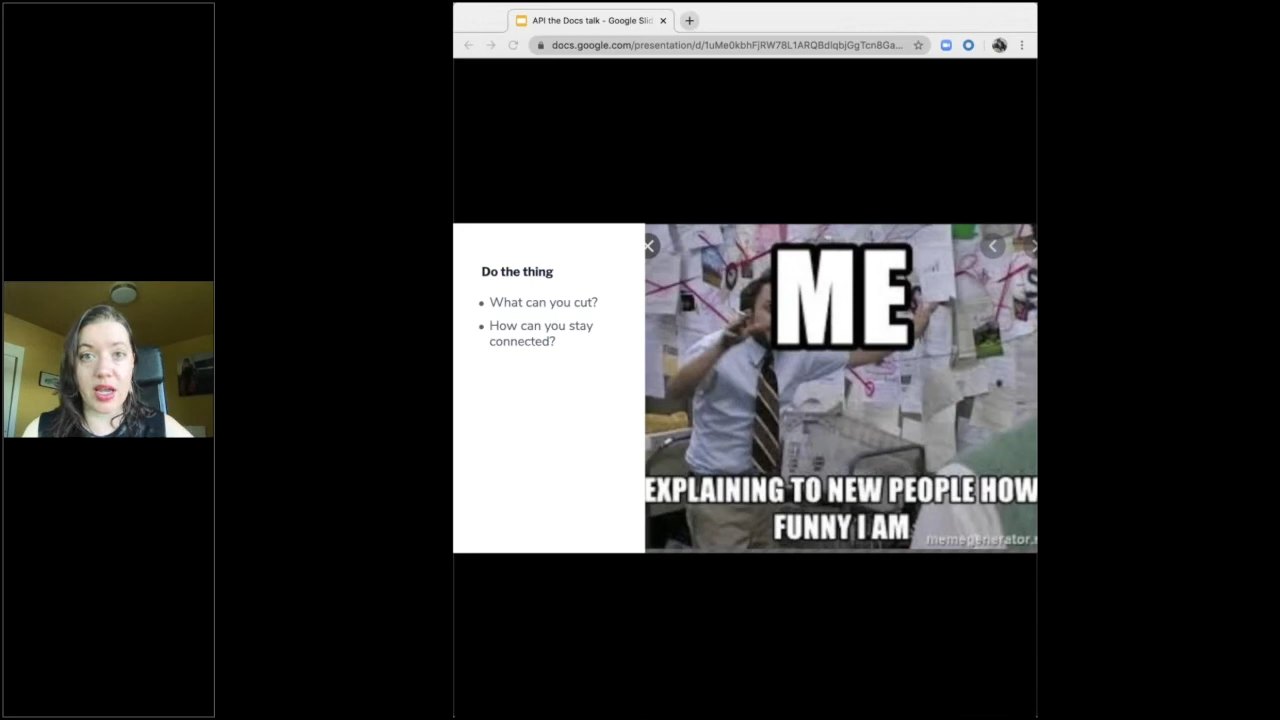 API the Docs talk - Google Slid
docs.google.com/presentation/d/1uMe0kbhFjRW78L1ARQBdlqbjGgTcn8Ga...
Do the thing
• What can you cut?
• How can you stay
connected?
ME
EXPLAINING TO NEW PEOPLE HOW
FUNNY I AM
memegenerator.